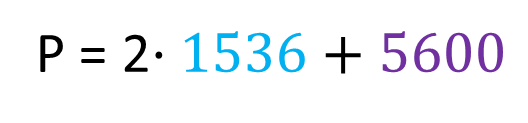 P = 2· 1536 + 5600